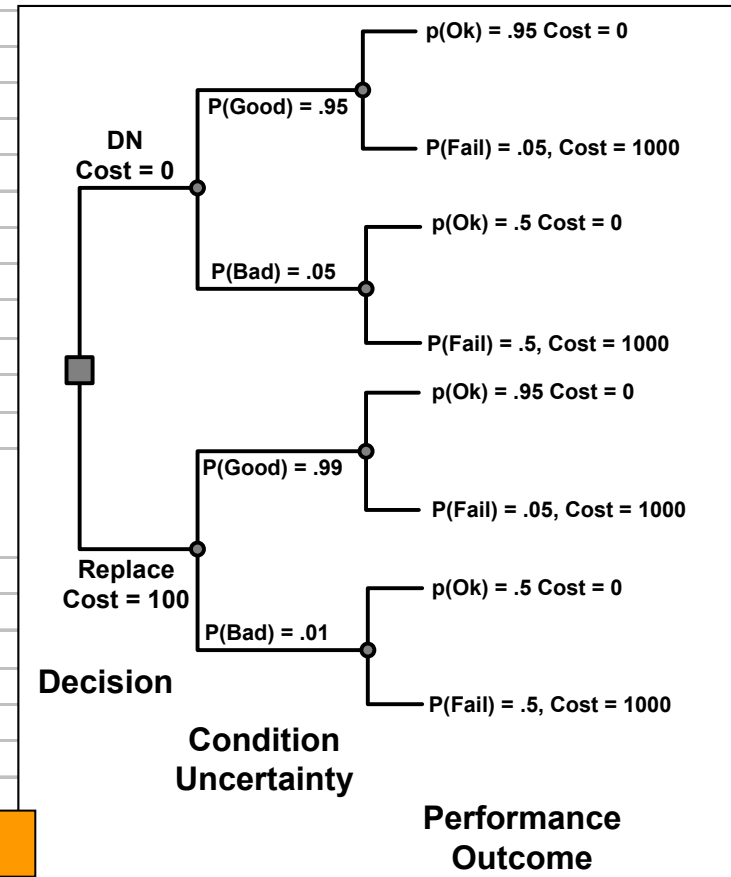 p(Ok) = .95 Cost = 0
P(Good) = .95
DN
Cost = 0
P(Fail) = .05, Cost = 1000
p(Ok) = .5 Cost = 0
P(Bad) = .05
P(Fail) = .5, Cost = 1000
p(Ok) = .95 Cost = 0
P(Good) = .99
P(Fail) = .05, Cost = 1000
Replace
Cost = 100
p(Ok) = .5 Cost = 0
P(Bad) = .01
P(Fail) = .5, Cost = 1000
Decision
Condition
Uncertainty
Performance
Outcome